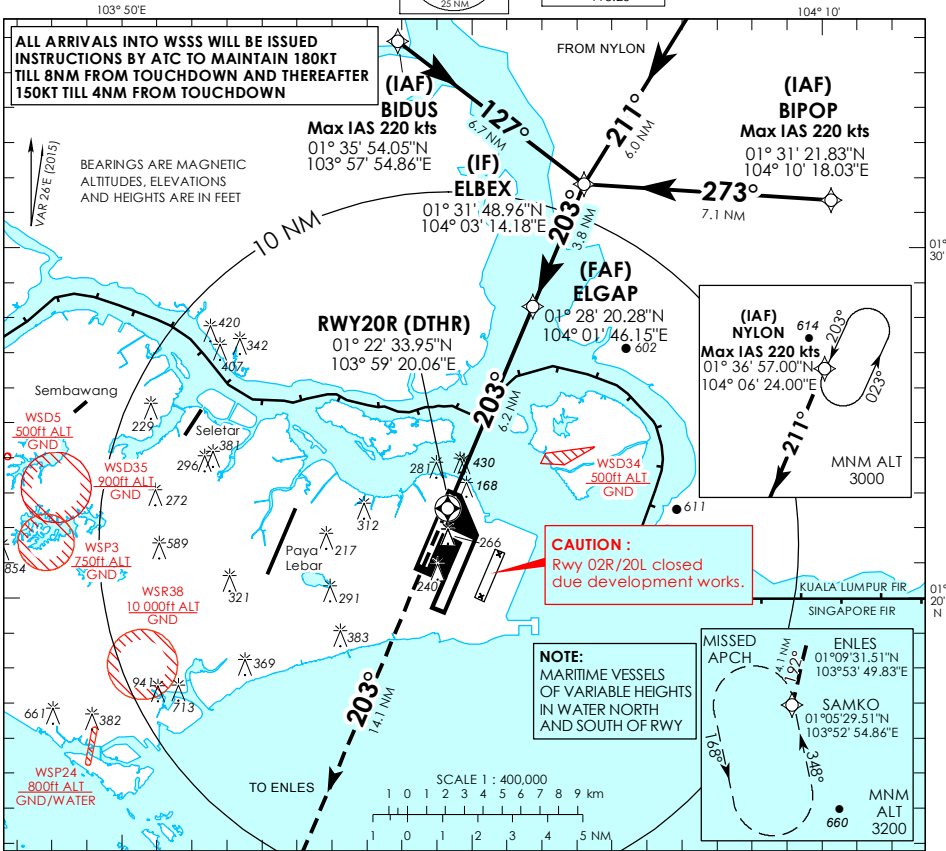 103° 50'E
25 NM
104° 10'
ALL ARRIVALS INTO WSSS WILL BE ISSUED
INSTRUCTIONS BY ATC TO MAINTAIN 180KT
TILL 8NM FROM TOUCHDOWN AND THEREAFTER
150KT TILL 4NM FROM TOUCHDOWN
FROM NYLON
(IAF)
BIDUS
Max IAS 220 kts
01° 35' 54.05"N
103° 57' 54.86"E
127°
6.7 NM
211°
6.0 NM
(IAF)
BIPOP
Max IAS 220 kts
01° 31' 21.83"N
104° 10' 18.03"E
VAR 26'E (2015)
BEARINGS ARE MAGNETIC
ALTITUDES, ELEVATIONS
AND HEIGHTS ARE IN FEET
(IF)
ELBEX
01° 31' 48.96"N
104° 03' 14.18"E
273°
7.1 NM
203°
3.8 NM
10 NM
01°
30'
(FAF)
ELGAP
01° 28' 20.28"N
104° 01' 46.15"E
602
RWY20R (DTHR)
01° 22' 33.95"N
103° 59' 20.06"E
(IAF)
NYLON
Max IAS 220 kts
01° 36' 57.00"N
104° 06' 24.00"E
614
203°
023°
211°
MNM ALT
3000
420
342
407
Sembawang
229
Seletar
381
296
203°
6.2 NM
WSD5
500ft ALT
GND
WSD35
900ft ALT
GND
272
281
430
168
WSD34
500ft ALT
GND
611
312
WSP3
750ft ALT
GND
589
854
Paya
Lebar
217
266
240
CAUTION :
Rwy 02R/20L closed
due development works.
WSR38
10 000ft ALT
GND
321
291
KUALA LUMPUR FIR
SINGAPORE FIR
01°
20'
N
383
369
941
713
661
382
WSP24
800ft ALT
GND/WATER
203°
14.1 NM
NOTE:
MARITIME VESSELS
OF VARIABLE HEIGHTS
IN WATER NORTH
AND SOUTH OF RWY
MISSED
APCH
4.1 NM
122°
ENLES
01°09'31.51"N
103°53' 49.83"E
SAMKO
01°05'29.51"N
103°52' 54.86"E
168°
348°
MNM
ALT
3200
660
TO ENLES
SCALE 1 : 400,000
1 0 1 2 3 4 5 6 7 8 9 km
1 0 1 2 3 4 5 NM